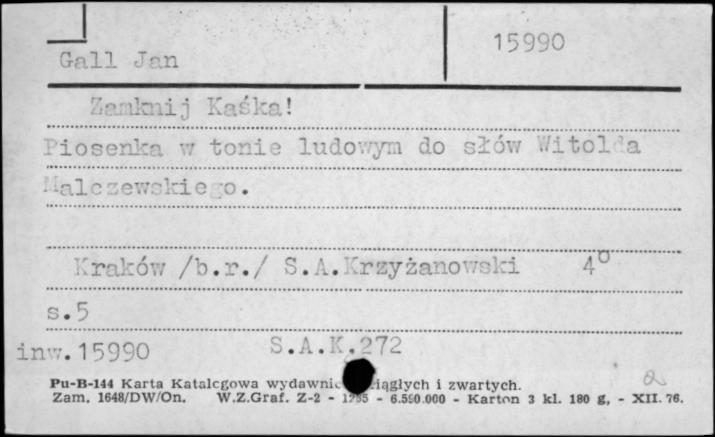 15990
Gall Jan
Zamknij Kaśka!
Piosenka w tonie ludowym do słów Witolda
Malczewskiego.
Kraków /b.r./ S.A.Krzyżanowski 4°
s.5
inw.15990 S.A.K.272
Pu-B-144 Karta Katalogowa ciągłych i zwartych.
Zam. 1648/DW/On. W.Z.Graf. Z-2 - - 6.500.000 - Karton 3 kl. 180 g, - XII. 76.